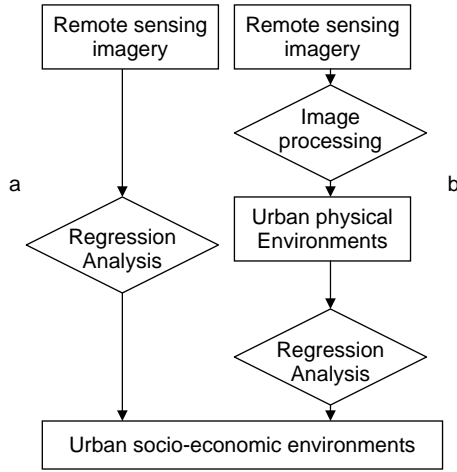 Remote sensing
imagery
Remote sensing
imagery
Image
processing
a
b
Urban physical
Environments
Regression
Analysis
Regression
Analysis
Urban socio-economic environments